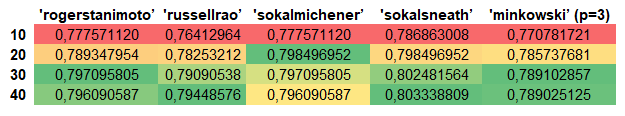 'rogerstanimoto’ 'russellrao’ 'sokalmichener’ 'sokalsneath’ 'minkowski’ (p=3)
10 0,777571120 0,76412964 0,777571120 0,786863008 0,770781721
20 0,789347954 0,78253212 0,798496952 0,798496952 0,785737681
30 0,797095805 0,79090538 0,797095805 0,802481564 0,789102857
40 0,796090587 0,79448576 0,796090587 0,803338809 0,789025125